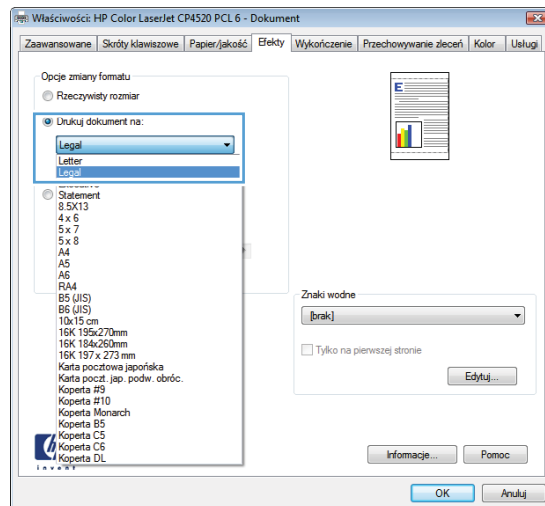 Właściwości: HP Color LaserJet CP4520 PCL 6 - Dokument
Zaawansowane Skróty klawiszowe Papier/jakość Efekty Wykończenie Przechowywanie zleceń Kolor Usługi
Opcje zmiany formatu
Rzeczywisty rozmiar
Drukuj dokument na:
Legal
Letter
Legal
Statement
8.5X13
4 x 6
5 x 7
5 x 8
A4
A5
A6
RA4
B5 (JIS)
B6 (JIS)
10x15 cm
16K 195x270mm
16K 184x260mm
16K 197 x 273 mm
Karta pocztowa japońska
Karta poczt. jap. podw. obróc.
Koperta #9
Koperta #10
Koperta Monarch
Koperta B5
Koperta C5
Koperta C6
Koperta DL
E
Znaki wodne
[brak]
Tylko na pierwszej stronie
Edytuj...
invent
Informacje... Pomoc
OK Anuluj